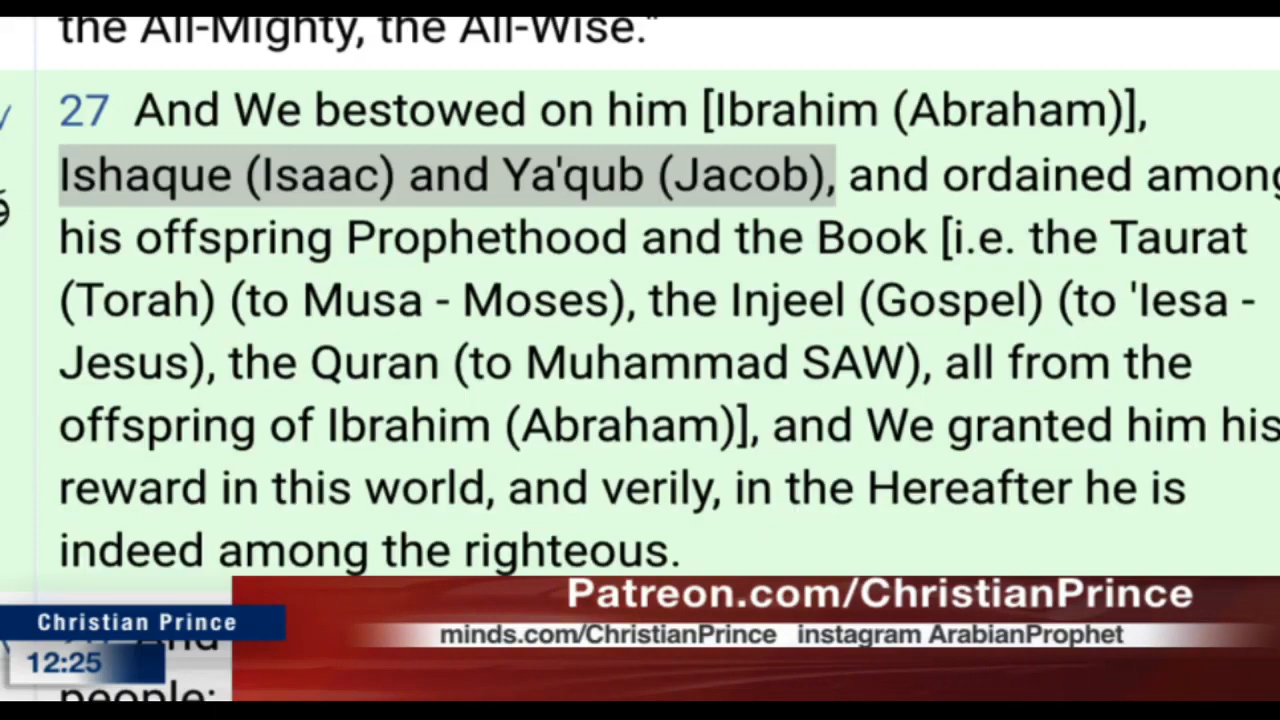 the All-Mighty, the All-Wise."
27 And We bestowed on him [Ibrahim (Abraham)],
Ishaque (Isaac) and Ya'qub (Jacob), and ordained among
his offspring Prophethood and the Book [i.e. the Taurat
(Torah) (to Musa - Moses), the Injeel (Gospel) (to 'Iesa -
Jesus), the Quran (to Muhammad SAW), all from the
offspring of Ibrahim (Abraham)], and We granted him his
reward in this world, and verily, in the Hereafter he is
indeed among the righteous.
Patreon.com/ChristianPrince
Christian Prince
minds.com/ChristianPrince instagram ArabianProphet
And
12:25
people: